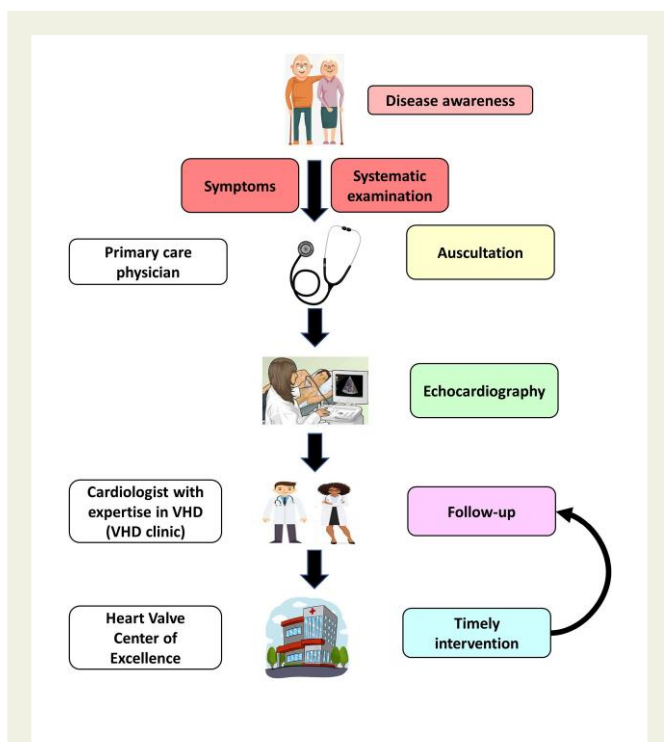 Disease awareness
Symptoms
Systematic
examination
Primary care
physician
Auscultation
Echocardiography
Cardiologist with
expertise in VHD
(VHD clinic)
Follow-up
Heart Valve
Center of
Excellence
Timely
intervention